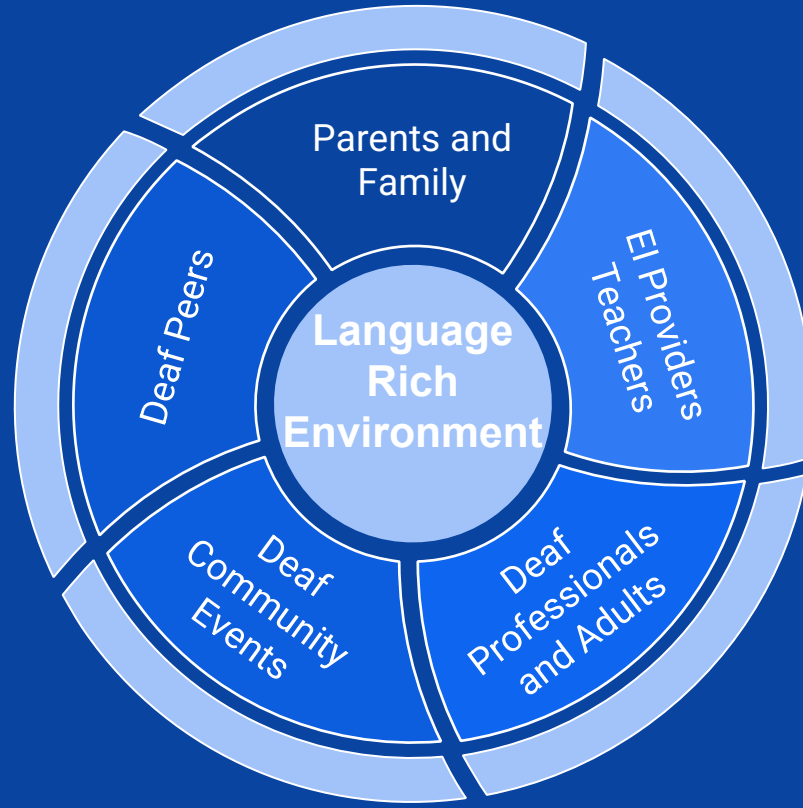 Parents and
Family
EI Providers
Teachers
Deaf
Professionals
and Adults
Deaf
Community
Events
Deaf Peers
Language
Rich
Environment